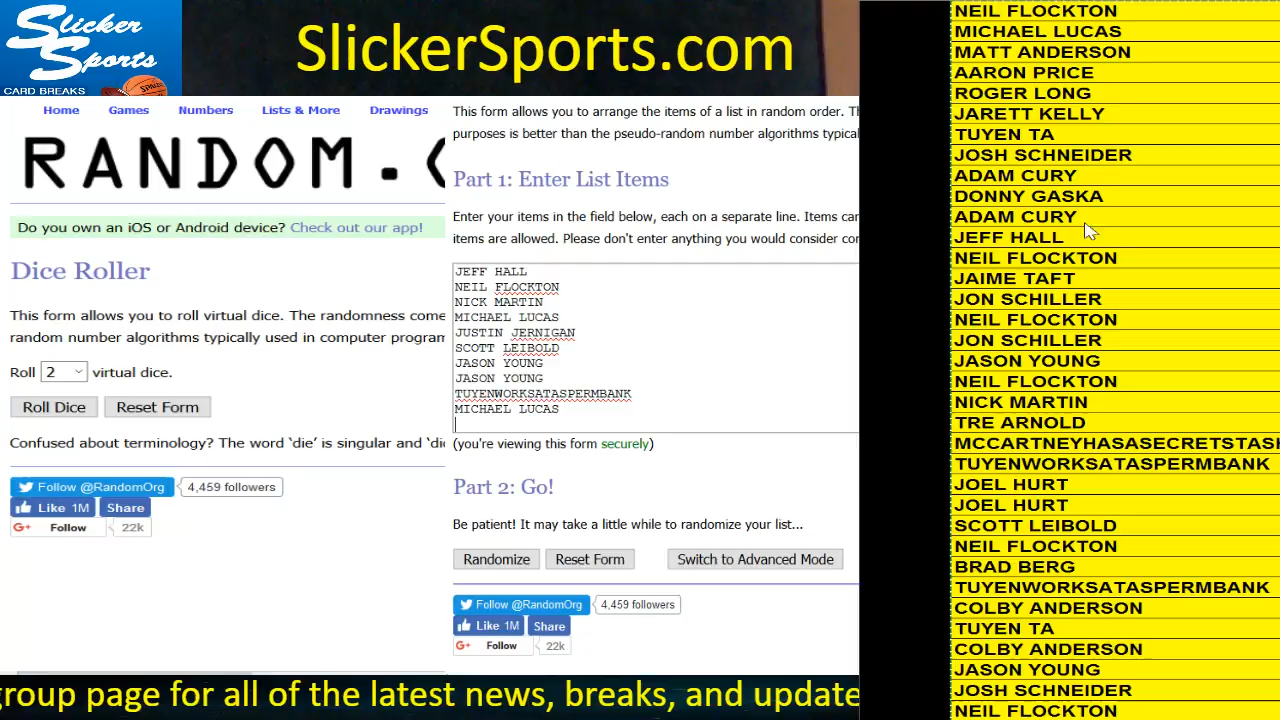 Slicker
Sports
CARD BREAKS
SPALDING
SlickerSports.com
Home Games Numbers Lists & More Drawings
RANDOM.
Do you own an iOS or Android device? Check out our app!
Dice Roller
This form allows you to roll virtual dice. The randomness come
random number algorithms typically used in computer program
Roll 2 virtual dice.
Roll Dice Reset Form
Confused about terminology? The word ‘die’ is singular and ‘di
Follow @RandomOrg 4,459 followers
Like 1M Share
G+ Follow 22k
This form allows you to arrange the items of a list in random order. T
purposes is better than the pseudo-random number algorithms typical
Part 1: Enter List Items
Enter your items in the field below, each on a separate line. Items can
items are allowed. Please don't enter anything you would consider co
JEFF HALL
NEIL FLOCKTON
NICK MARTIN
MICHAEL LUCAS
JUSTIN JERNIGAN
SCOTT LEIBOLD
JASON YOUNG
JASON YOUNG
TUYENWORKSATASPERMBANK
MICHAEL LUCAS
(you're viewing this form securely)
Part 2: Go!
Be patient! It may take a little while to randomize your list...
Randomize Reset Form Switch to Advanced Mode
Follow @RandomOrg 4,459 followers
Like 1M Share
G+ Follow 22k
NEIL FLOCKTON
MICHAEL LUCAS
MATT ANDERSON
AARON PRICE
ROGER LONG
JARETT KELLY
TUYEN TA
JOSH SCHNEIDER
ADAM CURY
DONNY GASKA
ADAM CURY
JEFF HALL
NEIL FLOCKTON
JAIME TAFT
JON SCHILLER
NEIL FLOCKTON
JON SCHILLER
JASON YOUNG
NEIL FLOCKTON
NICK MARTIN
TRE ARNOLD
MCCARTNEYHASASECRETSTASH
TUYENWORKSATASPERMBANK
JOEL HURT
JOEL HURT
SCOTT LEIBOLD
NEIL FLOCKTON
BRAD BERG
TUYENWORKSATASPERMBANK
COLBY ANDERSON
TUYEN TA
COLBY ANDERSON
JASON YOUNG
JOSH SCHNEIDER
NEIL FLOCKTON
group page for all of the latest news, breaks, and update